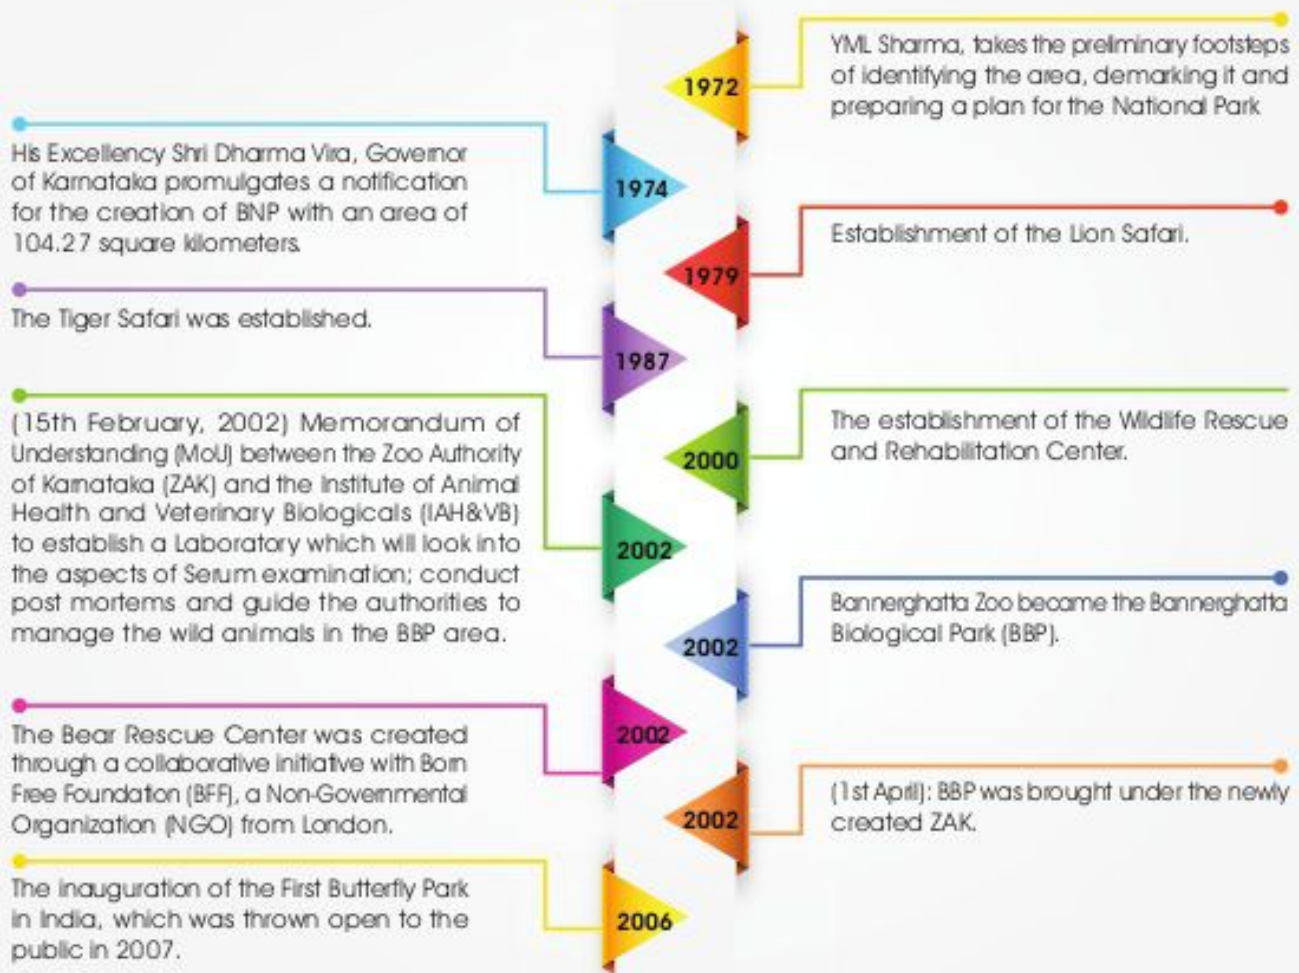 1972
YML Sharma, takes the preliminary footsteps
of identifying the area, demarking it and
preparing a plan for the National Park
1974
His Excellency Shri Dharma Vira, Governor
of Karnataka promulgates a notification
for the creation of BNP with an area of
104.27 square kilometers.
1979
Establishment of the Lion Safari.
1987
The Tiger Safari was established.
2000
The establishment of the Wildlife Rescue
and Rehabilitation Center.
2002
(15th February, 2002) Memorandum of
Understanding (MoU) between the Zoo Authority
of Karnataka (ZAK) and the Institute of Animal
Health and Veterinary Biologicals (IAH&VB)
to establish a Laboratory which will look into
the aspects of Serum examination; conduct
post mortems and guide the authorities to
manage the wild animals in the BBP area.
2002
Bannerghatta Zoo became the Bannerghatta
Biological Park (BBP).
2002
The Bear Rescue Center was created
through a collaborative initiative with Born
Free Foundation (BFF), a Non-Governmental
Organization (NGO) from London.
2002
(1st April): BBP was brought under the newly
created ZAK.
2006
The inauguration of the First Butterfly Park
in India, which was thrown open to the
public in 2007.